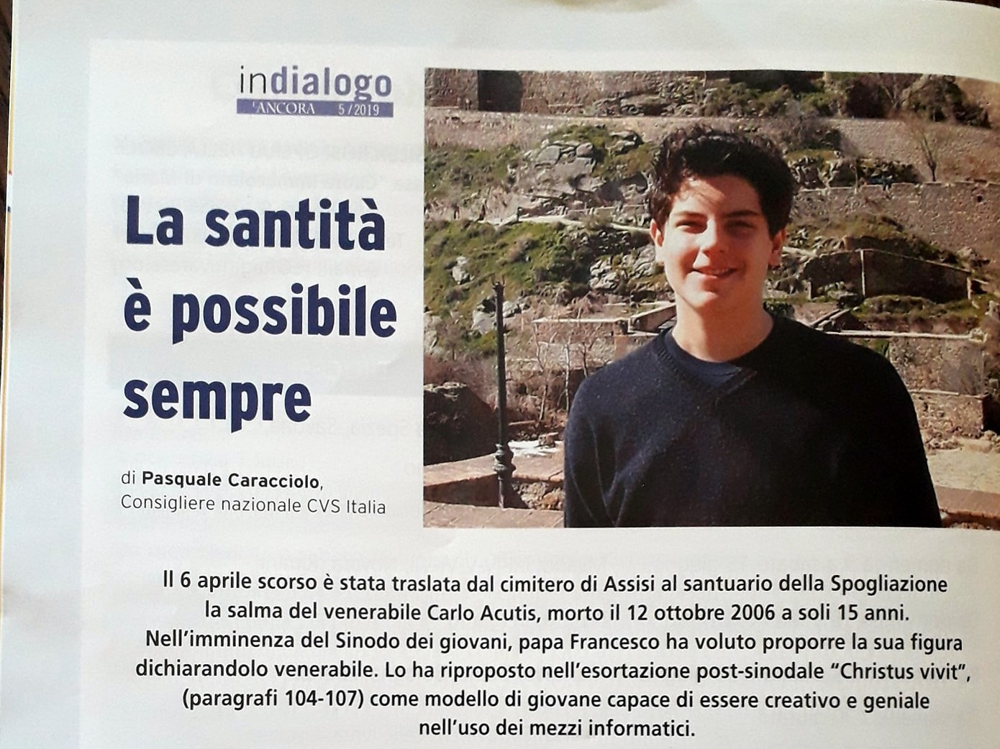 indialogo
L'ANCORA 5/2019
La santità
è possibile
sempre
di Pasquale Caracciolo,
Consigliere nazionale CVS Italia
Il 6 aprile scorso è stata traslata dal cimitero di Assisi al santuario della Spogliazione
la salma del venerabile Carlo Acutis, morto il 12 ottobre 2006 a soli 15 anni.
Nell'imminenza del Sinodo dei giovani, papa Francesco ha voluto proporre la sua figura
dichiarandolo venerabile. Lo ha riproposto nell'esortazione post-sinodale “Christus vivit”,
(paragrafi 104-107) come modello di giovane capace di essere creativo e geniale
nell'uso dei mezzi informatici.